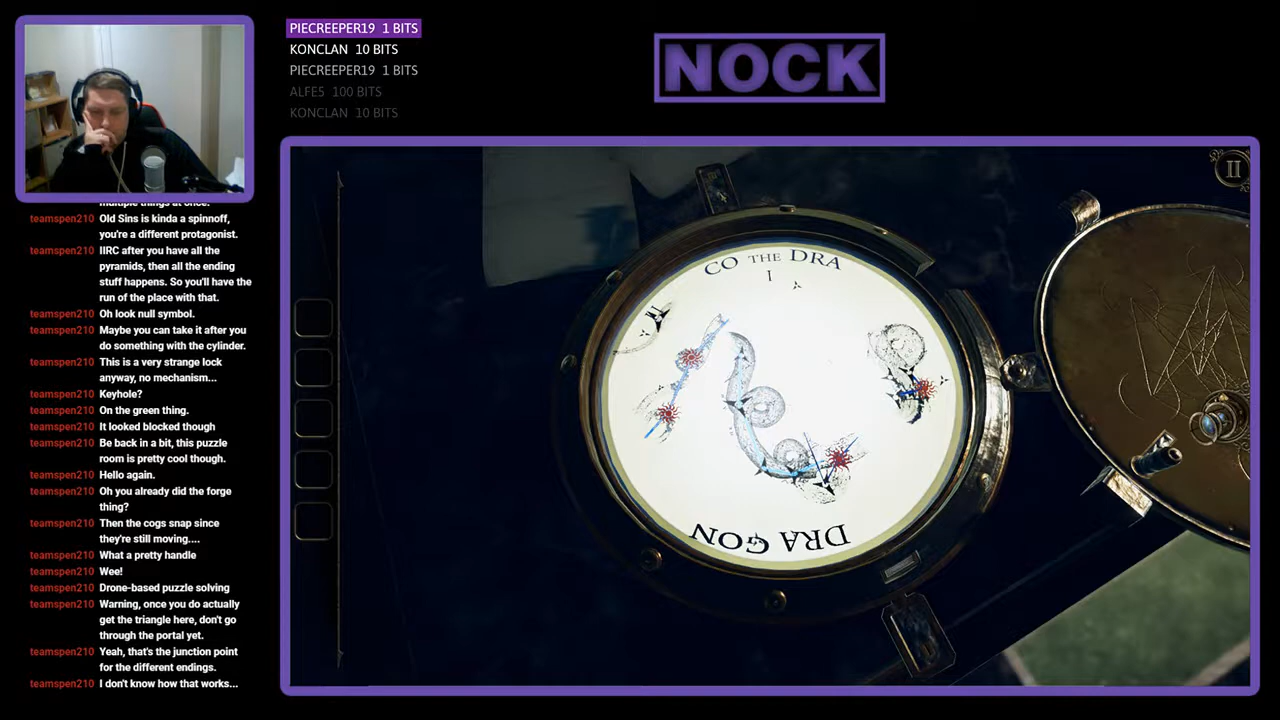 PIECREEPER19 1 BITS
KONCLAN 10 BITS
PIECREEPER19 1 BITS
ALFE5 100 BITS
KONCLAN 10 BITS
NOCK
multiple things at once.
teamspen210 Old Sins is kinda a spinnoff,
you're a different protagonist.
teamspen210 IIRC after you have all the
pyramids, then all the ending
stuff happens. So you'll have the
run of the place with that.
teamspen210 Oh look null symbol.
teamspen210 Maybe you can take it after you
do something with the cylinder.
teamspen210 This is a very strange lock
anyway, no mechanism...
teamspen210 Keyhole?
teamspen210 On the green thing.
teamspen210 It looked blocked though
teamspen210 Be back in a bit, this puzzle
room is pretty cool though.
teamspen210 Hello again.
teamspen210 Oh you already did the forge
thing?
teamspen210 Then the cogs snap since
they're still moving....
teamspen210 What a pretty handle
teamspen210 Wee!
teamspen210 Drone-based puzzle solving
teamspen210 Warning, once you do actually
get the triangle here, don't go
through the portal yet.
teamspen210 Yeah, that's the junction point
for the different endings.
teamspen210 I don't know how that works...
II
CO THE DRA
I
DRAGON